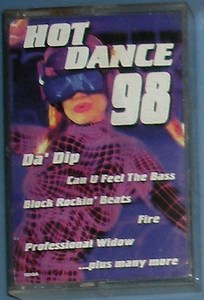 HOT
DANCE
98
Da' Dip
Can U Feel The Bass
Block Rockin' Beats
Fire
Professional Widow
...plus many more